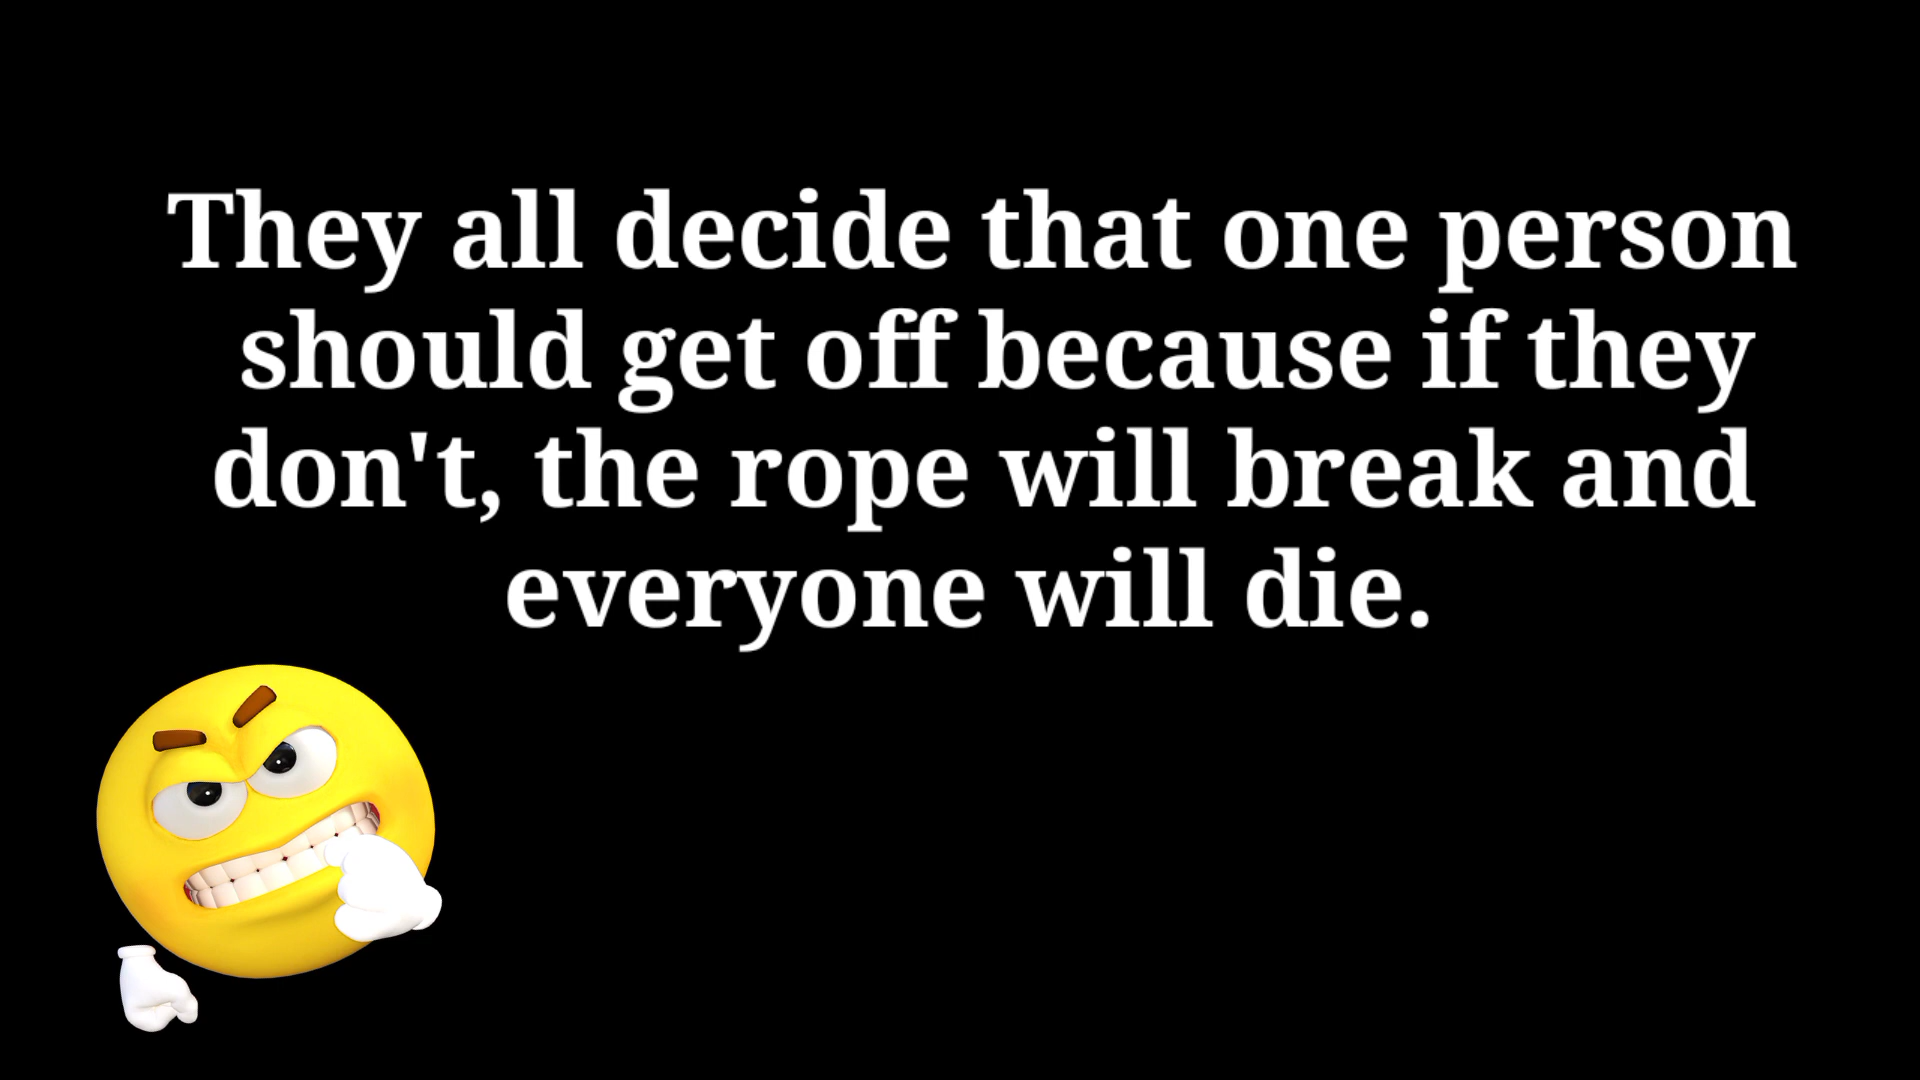 They all decide that one person
should get off because if they
don't, the rope will break and
everyone will die.